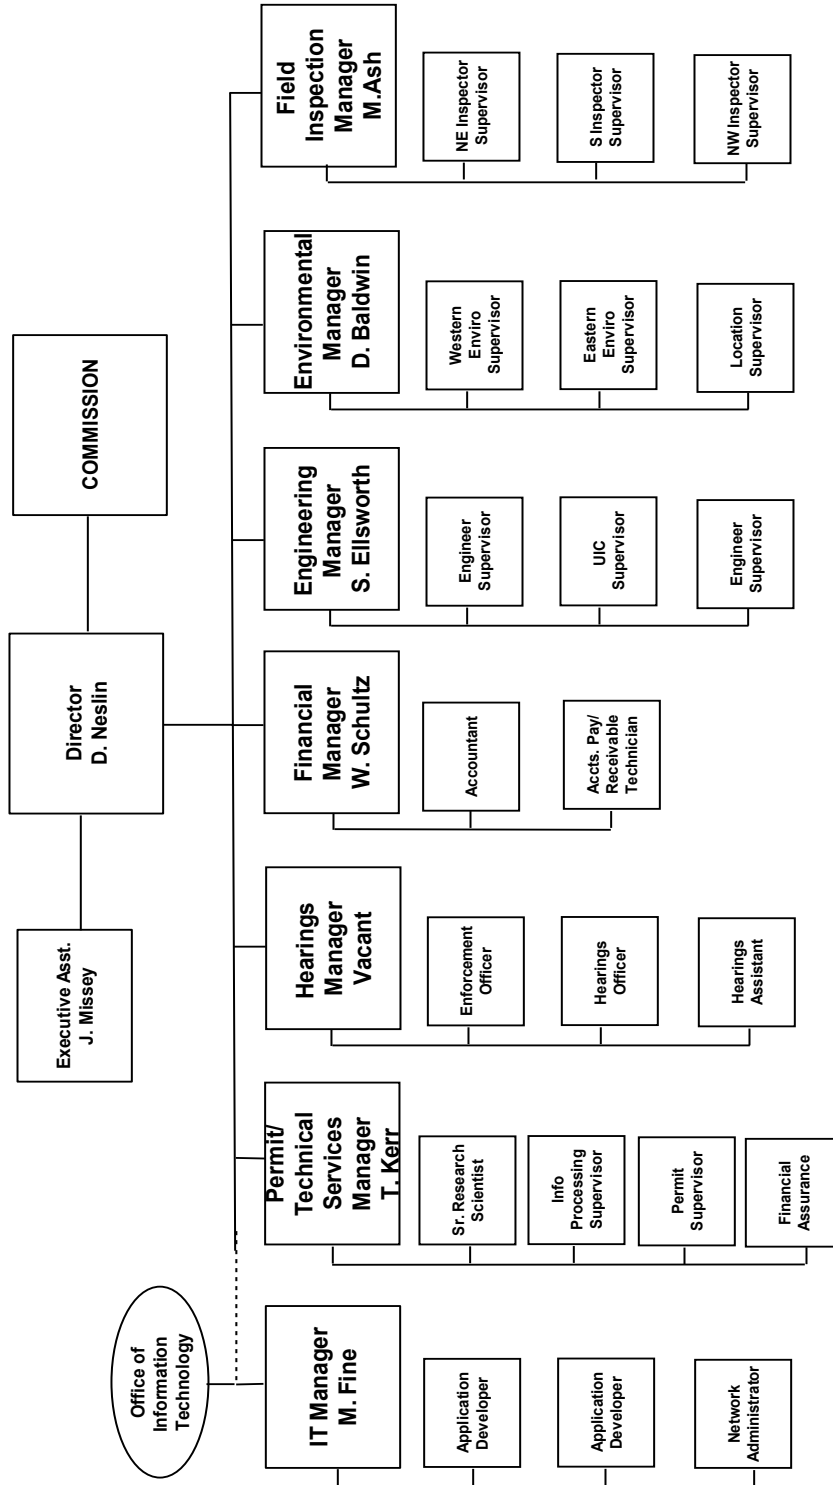 COMMISSION
Director
D. Neslin
Executive Asst.
J. Missey
Office of
Information
Technology
IT Manager
M. Fine
Application
Developer
Application
Developer
Network
Administrator
Permit/
Technical
Services
Manager
T. Kerr
Sr. Research
Scientist
Info
Processing
Supervisor
Permit
Supervisor
Financial
Assurance
Hearings
Manager
Vacant
Enforcement
Officer
Hearings
Officer
Hearings
Assistant
Financial
Manager
W. Schultz
Accountant
Accts. Pay/
Receivable
Technician
Engineering
Manager
S. Ellsworth
Engineer
Supervisor
UIC
Supervisor
Engineer
Supervisor
Environmental
Manager
D. Baldwin
Western
Enviro
Supervisor
Eastern
Enviro
Supervisor
Location
Supervisor
Field
Inspection
Manager
M.Ash
NE Inspector
Supervisor
S Inspector
Supervisor
NW Inspector
Supervisor